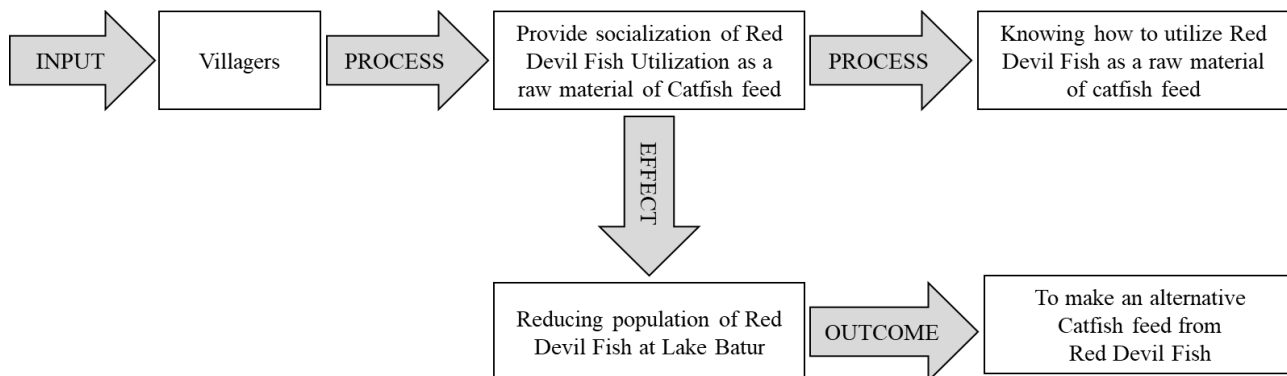 INPUT
Villagers
PROCESS
Provide socialization of Red
Devil Fish Utilization as a
raw material of Catfish feed
PROCESS
Knowing how to utilize Red
Devil Fish as a raw material
of catfish feed
EFFECT
Reducing population of Red
Devil Fish at Lake Batur
OUTCOME
To make an alternative
Catfish feed from
Red Devil Fish